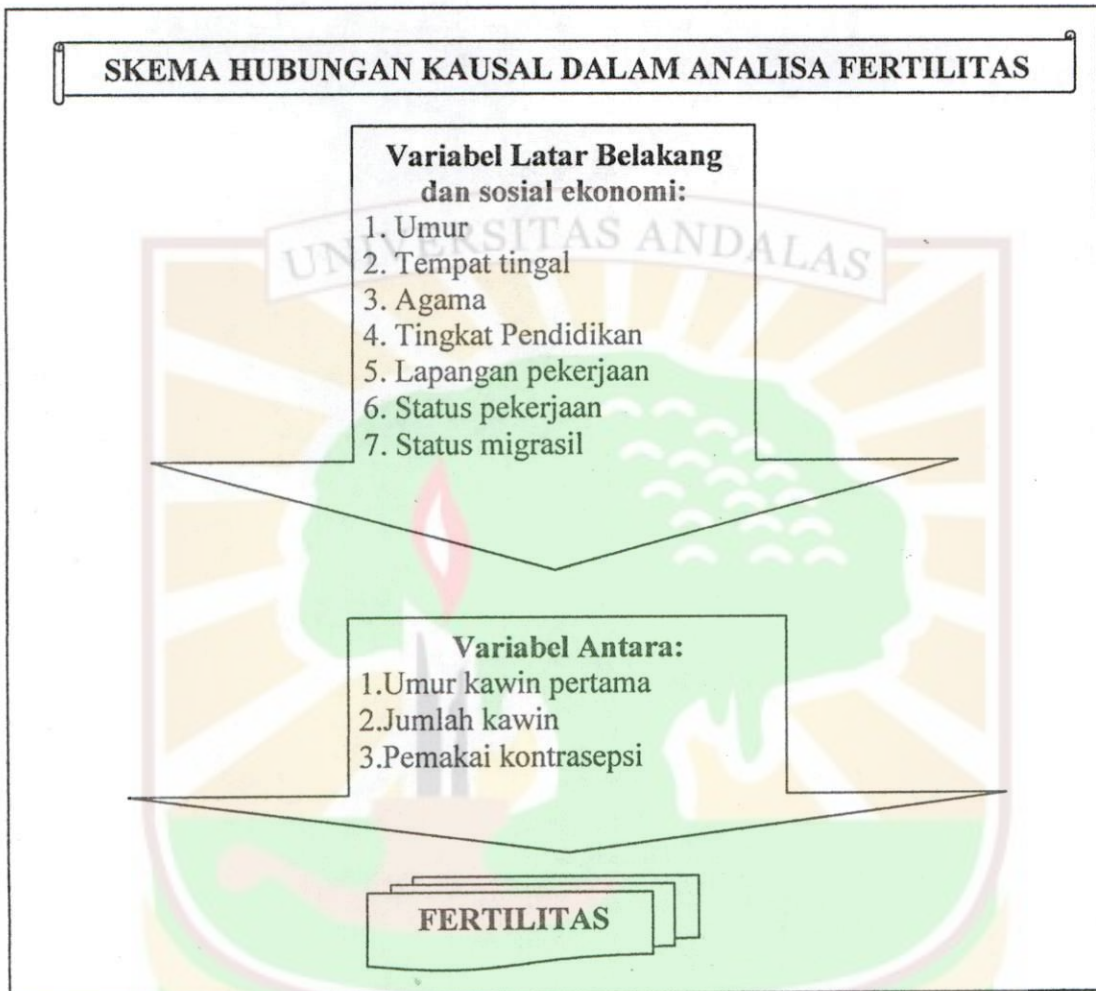 SKEMA HUBUNGAN KAUSAL DALAM ANALISA FERTILITAS
Variabel Latar Belakang
dan sosial ekonomi:
UNIVERSITAS ANDALAS
1. Umur
2. Tempat tingal
3. Agama
4. Tingkat Pendidikan
5. Lapangan pekerjaan
6. Status pekerjaan
7. Status migrasil
Variabel Antara:
1.Umur kawin pertama
2.Jumlah kawin
3.Pemakai kontrasepsi
FERTILITAS